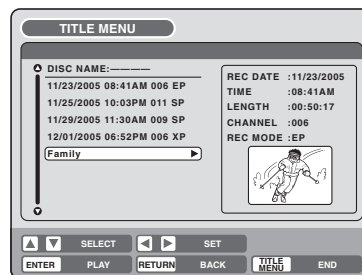 TITLE MENU
DISC NAME:————
11/23/2005 08:41AM 006 EP
11/25/2005 10:03PM 011 SP
11/29/2005 11:30AM 009 SP
12/01/2005 06:52PM 006 XP
Family
REC DATE :11/23/2005
TIME :08:41AM
LENGTH :00:50:17
CHANNEL :006
REC MODE :EP
SELECT SET
ENTER PLAY RETURN BACK TITLE MENU END